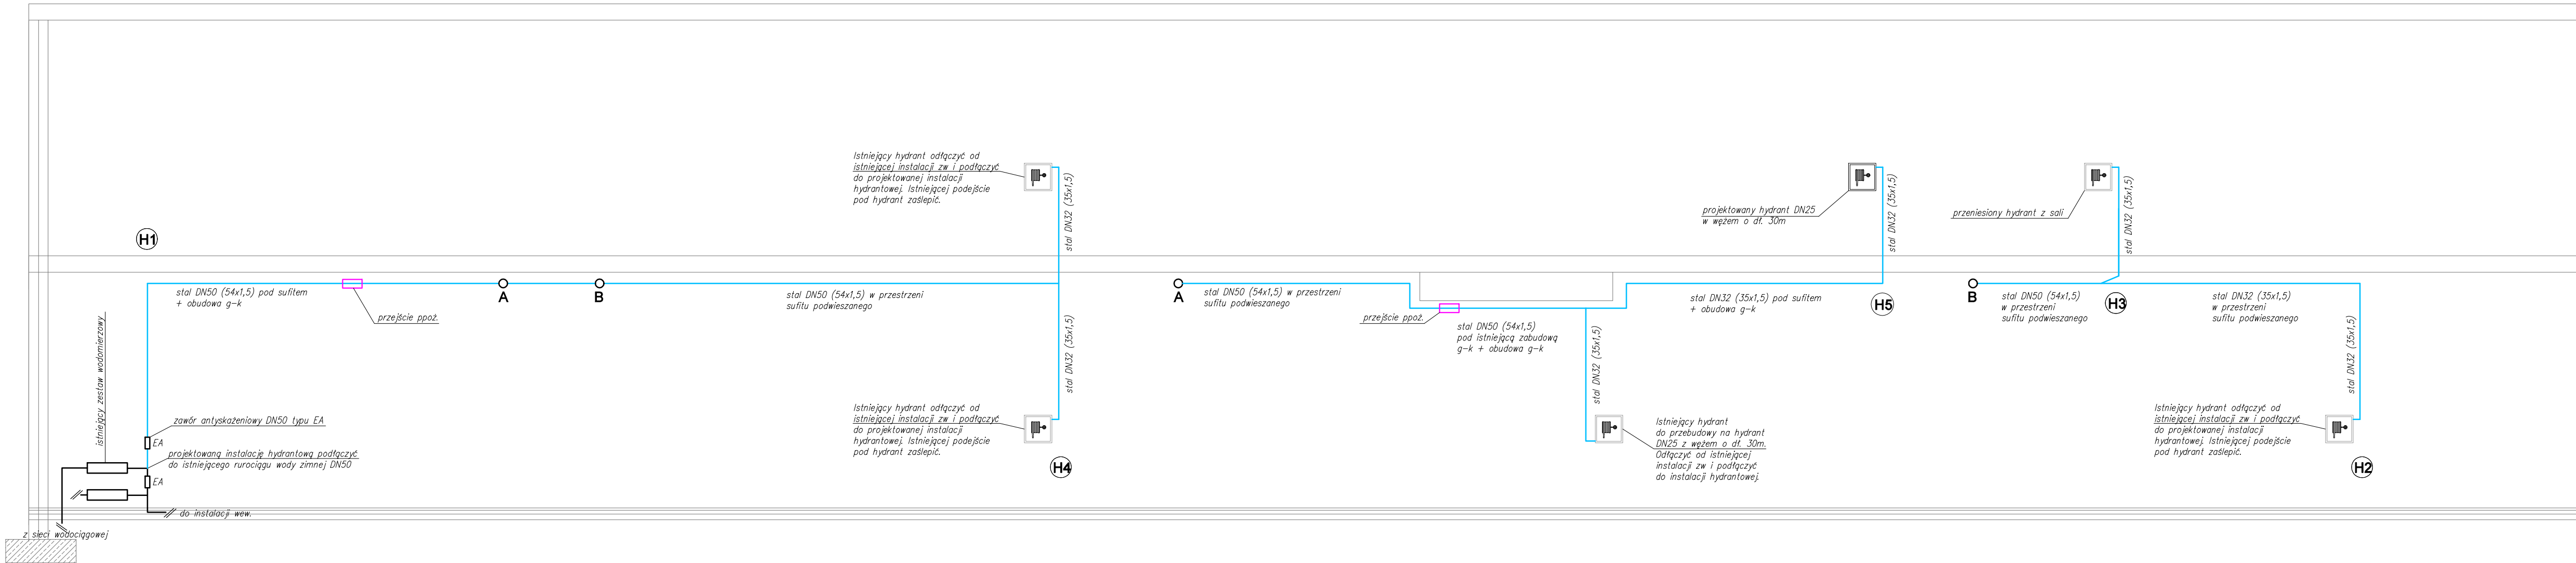 Istniejący hydrant odłączyć od
istniejącej instalacji zw i podłączyć
do projektowanej instalacji
hydrantowej. Istniejącej podejście
pod hydrant zaślepić.
stal DN32 (35x1,5)
projektowany hydrant DN25
w wężem o dł. 30m
stal DN32 (35x1,5)
przeniesiony hydrant z sali
stal DN32 (35x1,5)
H1
stal DN50 (54x1,5) pod sufitem
+ obudowa g-k
przejście ppoż.
A
B
stal DN50 (54x1,5) w przestrzeni
sufitu podwieszanego
A
stal DN50 (54x1,5) w przestrzeni
sufitu podwieszanego
przejście ppoż.
stal DN50 (54x1,5)
pod istniejącą zabudową
g-k + obudowa g-k
stal DN32 (35x1,5) pod sufitem
+ obudowa g-k
H5
B
stal DN50 (54x1,5)
w przestrzeni
sufitu podwieszanego
H3
stal DN32 (35x1,5)
w przestrzeni
sufitu podwieszanego
istniejący zestaw wodomierzowy
stal DN32 (35x1,5)
stal DN32 (35x1,5)
stal DN32 (35x1,5)
zawór antyskażeniowy DN50 typu EA
EA
projektowaną instalację hydrantową podłączyć
do istniejącego rurociągu wody zimnej DN50
EA
do instalacji wew.
z sieci wodociągowej
Istniejący hydrant odłączyć od
istniejącej instalacji zw i podłączyć
do projektowanej instalacji
hydrantowej. Istniejącej podejście
pod hydrant zaślepić.
H4
Istniejący hydrant
do przebudowy na hydrant
DN25 z wężem o dł. 30m.
Odłączyć od istniejącej
instalacji zw i podłączyć
do instalacji hydrantowej.
Istniejący hydrant odłączyć od
istniejącej instalacji zw i podłączyć
do projektowanej instalacji
hydrantowej. Istniejącej podejście
pod hydrant zaślepić.
H2